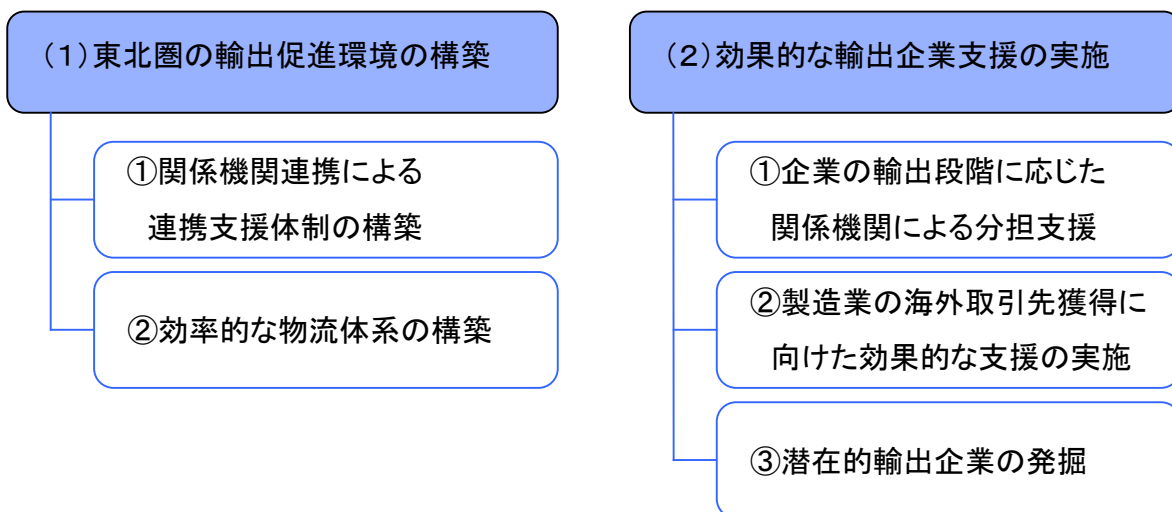 (1)東北圏の輸出促進環境の構築
①関係機関連携による
連携支援体制の構築
②効率的な物流体系の構築
(2)効果的な輸出企業支援の実施
①企業の輸出段階に応じた
関係機関による分担支援
②製造業の海外取引先獲得に
向けた効果的な支援の実施
③潜在的輸出企業の発掘